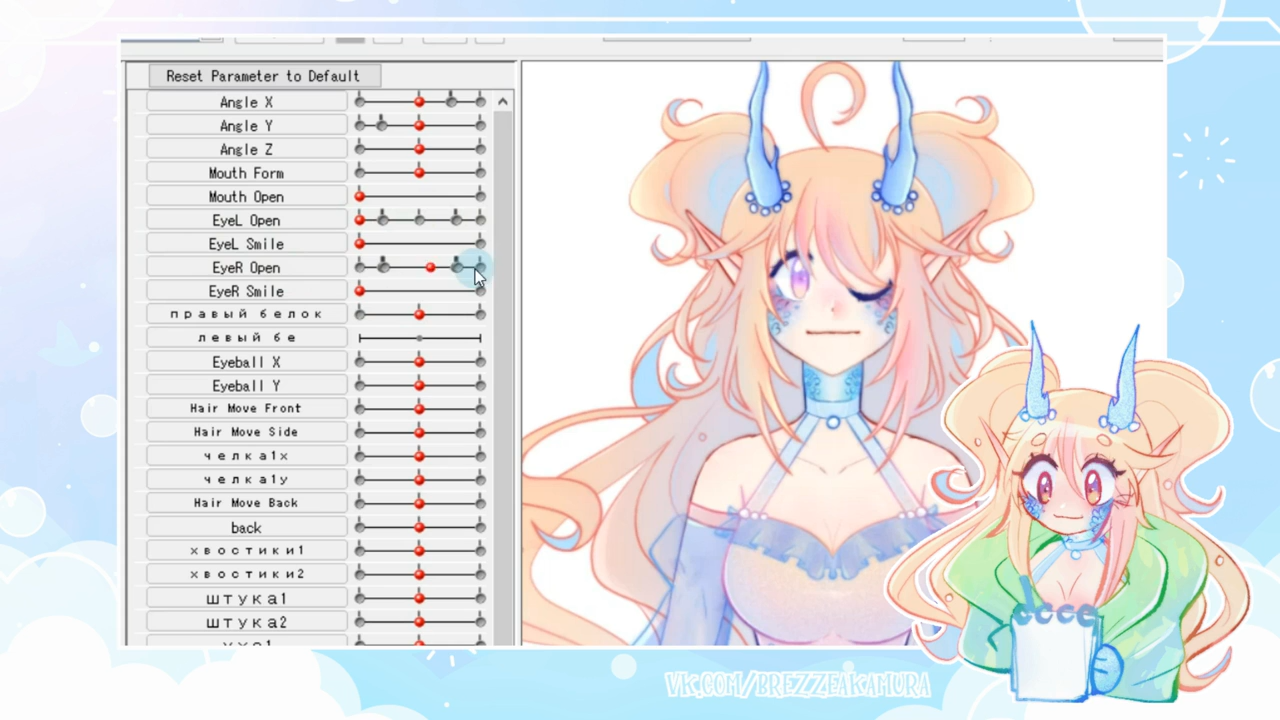 Reset Parameter to Default
Angle X
Angle Y
Angle Z
Mouth Form
Mouth Open
EyeL Open
EyeL Smile
EyeR Open
EyeR Smile
правый белок
левый бе
Eyeball X
Eyeball Y
Hair Move Front
Hair Move Side
челка1x
челка1y
Hair Move Back
back
хвостики1
хвостики2
штука1
штука2
VK.COM/BREZZEAKAMURA